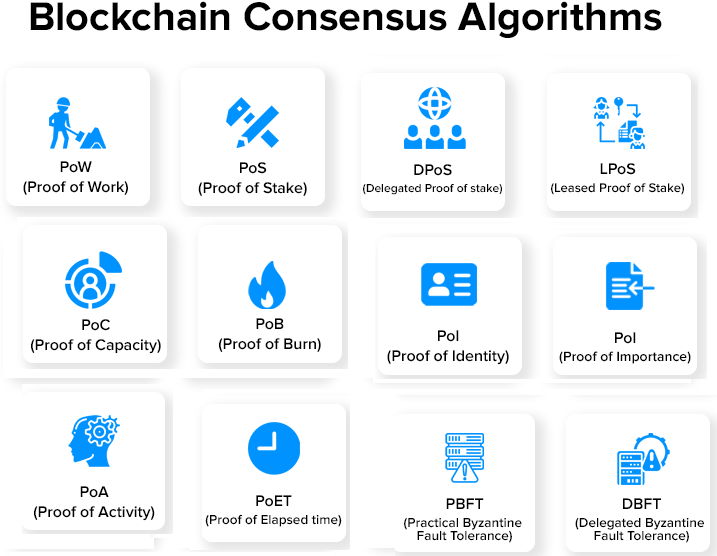 Blockchain Consensus Algorithms
PoW
(Proof of Work)
PoS
(Proof of Stake)
DPoS
(Delegated Proof of stake)
LPoS
(Leased Proof of Stake)
PoC
(Proof of Capacity)
PoB
(Proof of Burn)
PoI
(Proof of Identity)
PoI
(Proof of Importance)
PoA
(Proof of Activity)
PoET
(Proof of Elapsed time)
PBFT
(Practical Byzantine
Fault Tolerance)
DBFT
(Delegated Byzantine
Fault Tolerance)